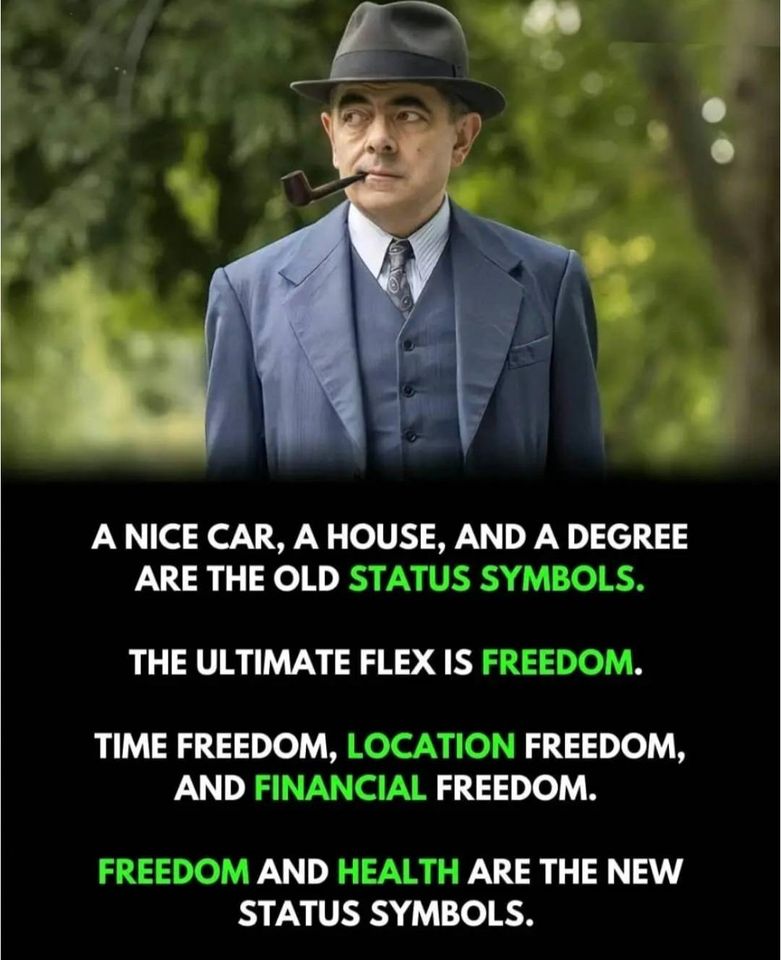 A NICE CAR, A HOUSE, AND A DEGREE
ARE THE OLD STATUS SYMBOLS.
THE ULTIMATE FLEX IS FREEDOM.
TIME FREEDOM, LOCATION FREEDOM,
AND FINANCIAL FREEDOM.
FREEDOM AND HEALTH ARE THE NEW
STATUS SYMBOLS.